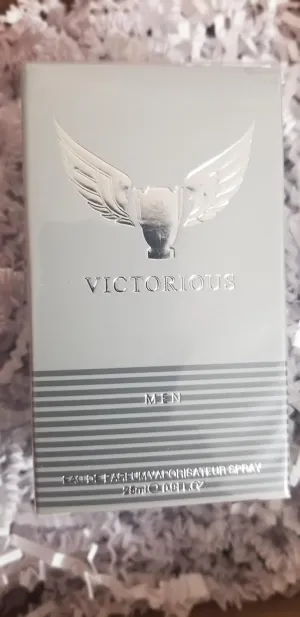 VICTORIOUS
MEN
EAU DE PARFUM VAPORISATEUR SPRAY